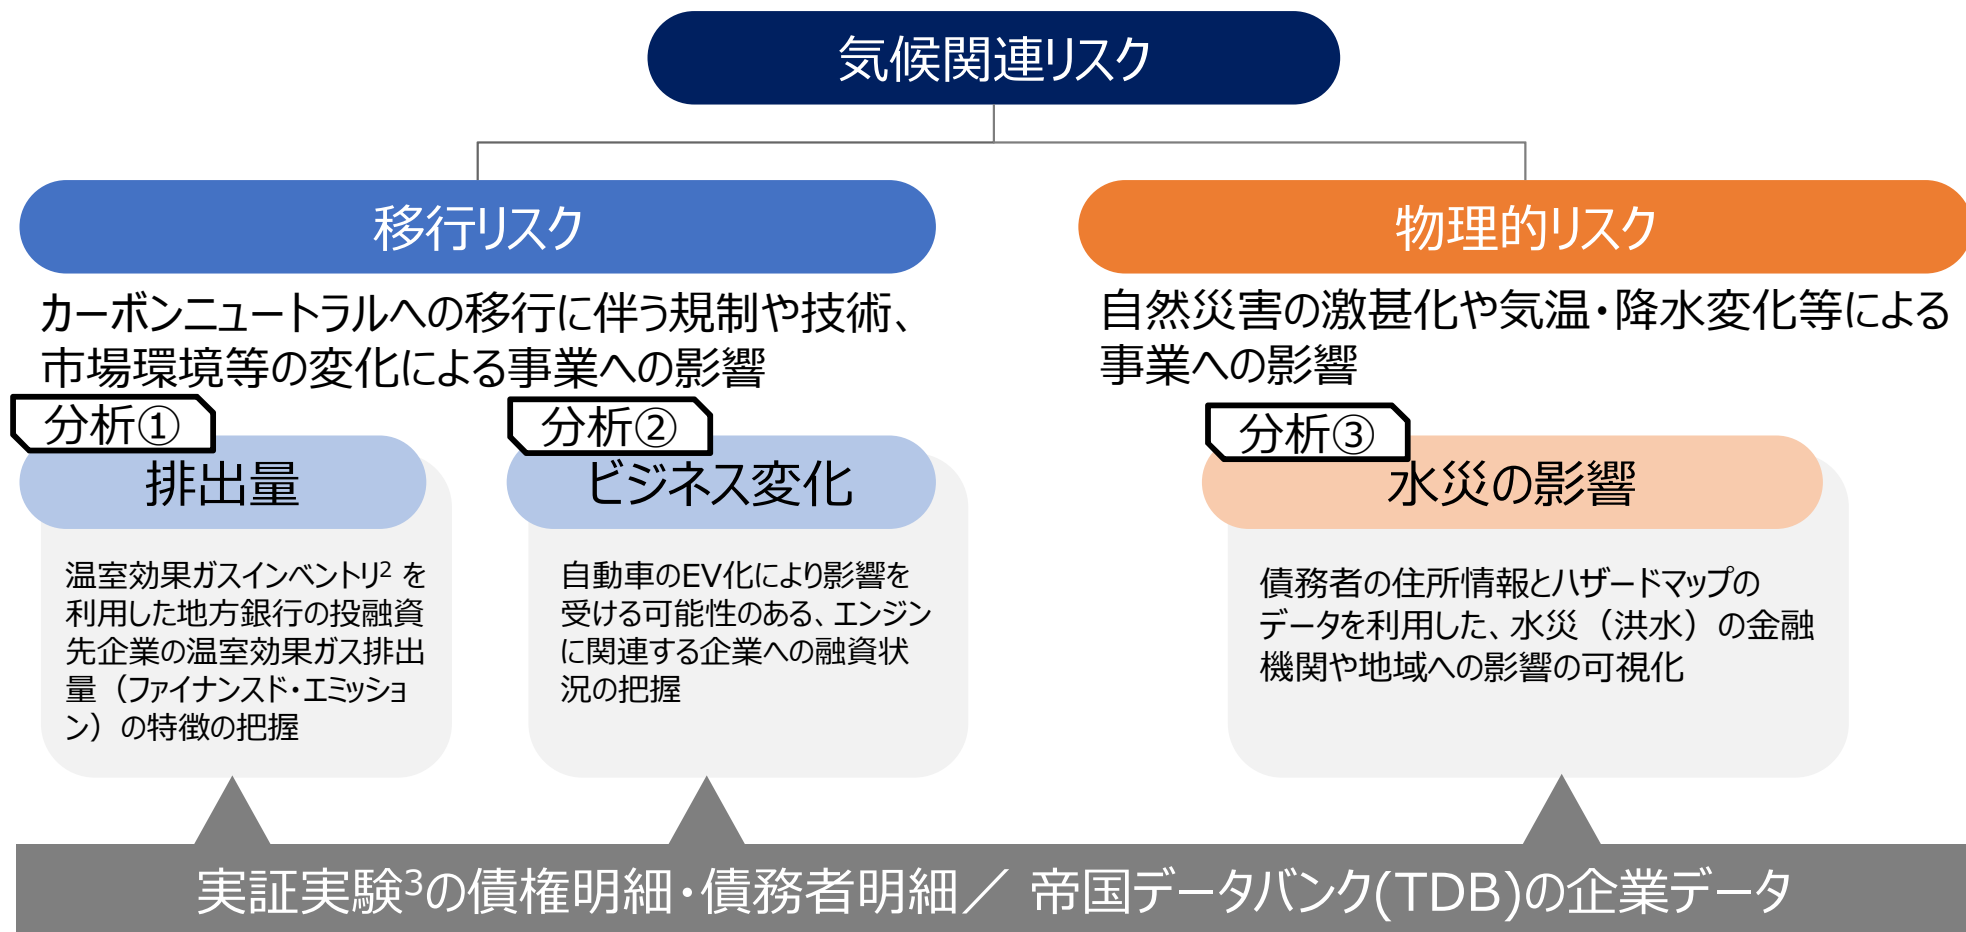 気候関連リスク
移行リスク
カーボンニュートラルへの移行に伴う規制や技術、
市場環境等の変化による事業への影響
分析①
排出量
温室効果ガスインベントリ² を
利用した地方銀行の投融資
先企業の温室効果ガス排出
量（ファイナンスド・エミッショ
ン）の特徴の把握
分析②
ビジネス変化
自動車のEV化により影響を
受ける可能性のある、エンジン
に関連する企業への融資状
況の把握
物理的リスク
自然災害の激甚化や気温・降水変化等による
事業への影響
分析③
水災の影響
債務者の住所情報とハザードマップの
データを利用した、水災（洪水）の金融
機関や地域への影響の可視化
実証実験³の債権明細・債務者明細／ 帝国データバンク(TDB)の企業データ